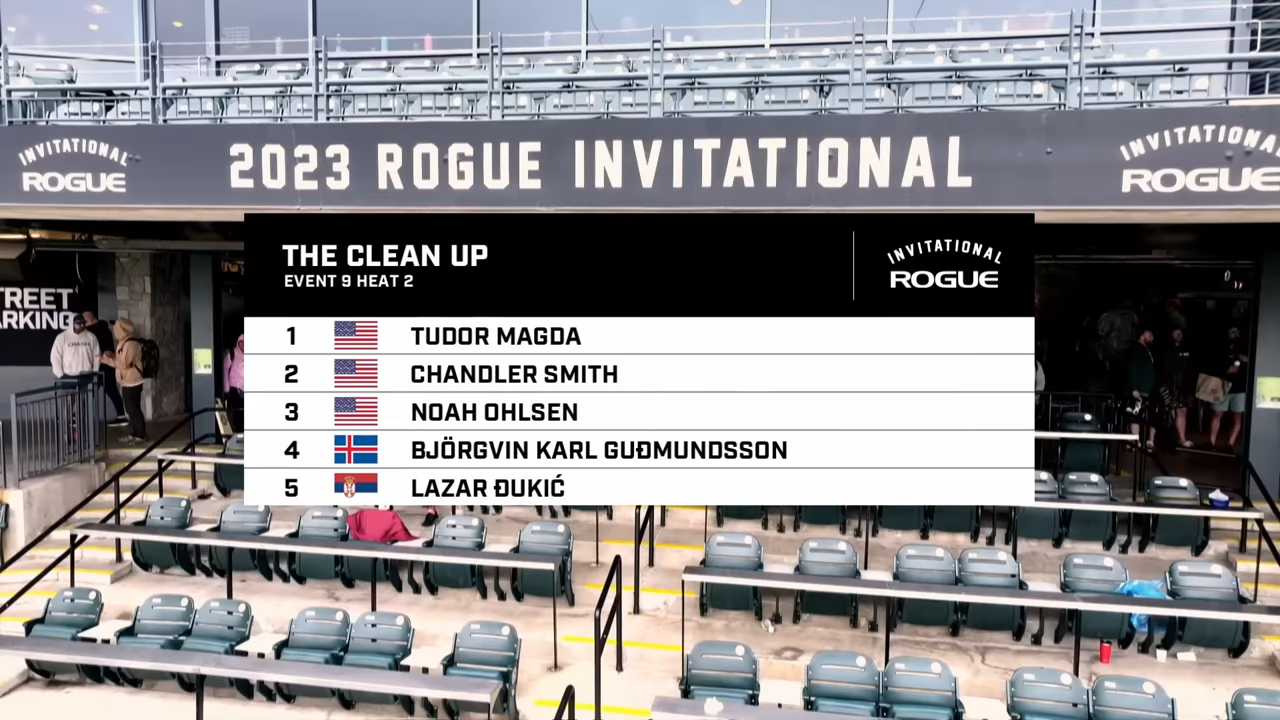 INVITATIONAL
ROGUE
2023 ROGUE INVITATIONAL
INVITATIONAL
ROGUE
THE CLEAN UP
EVENT 9 HEAT 2
INVITATIONAL
ROGUE
1 TUDOR MAGDA
2 CHANDLER SMITH
3 NOAH OHLSEN
4 BJÖRGVIN KARL GUÐMUNDSSON
5 LAZAR ĐUKIĆ
TREET
ARKING